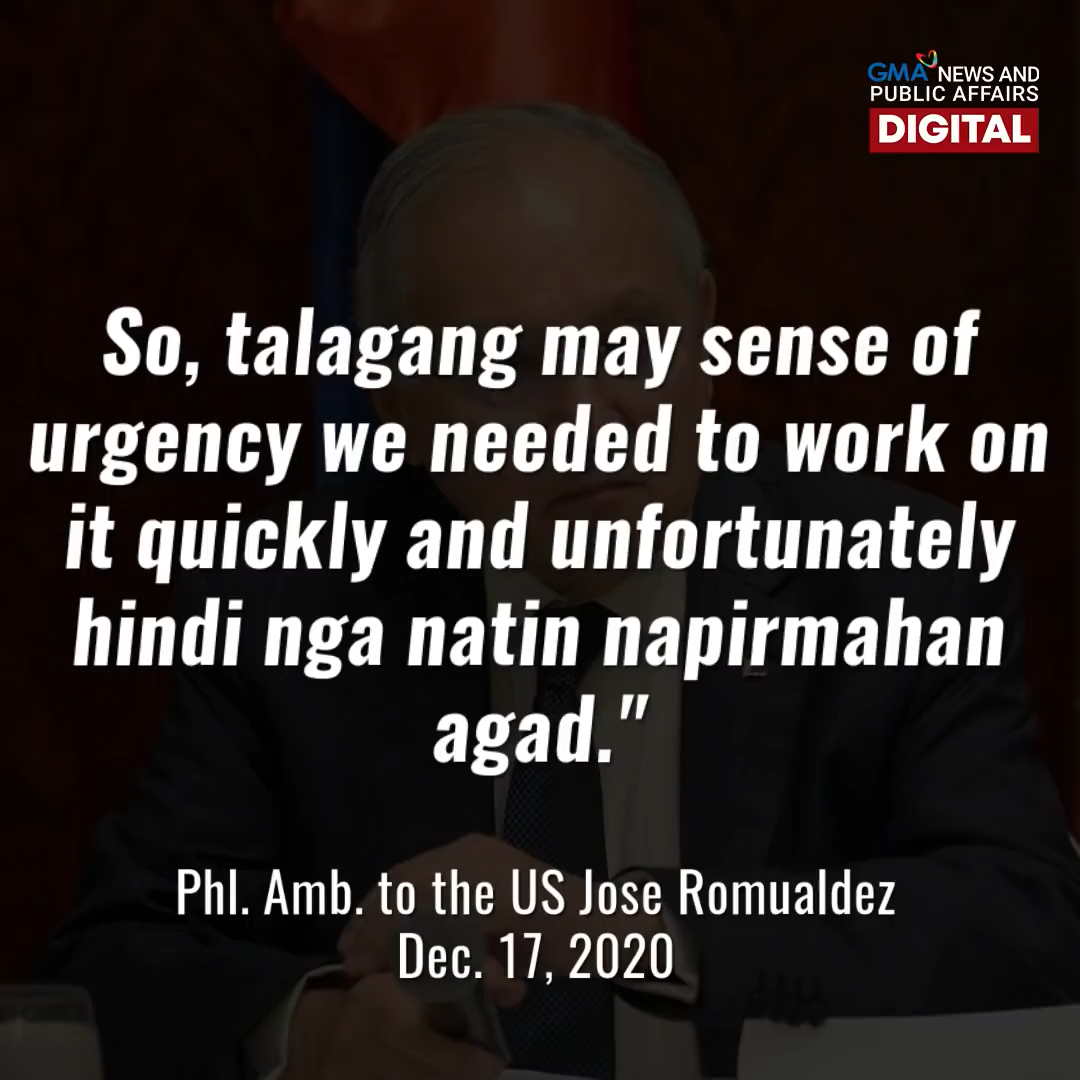 GMA NEWS AND
PUBLIC AFFAIRS
DIGITAL
So, talagang may sense of
urgency we needed to work on
it quickly and unfortunately
hindi nga natin napirmahan
agad."
Phl. Amb. to the US Jose Romualdez
Dec. 17, 2020